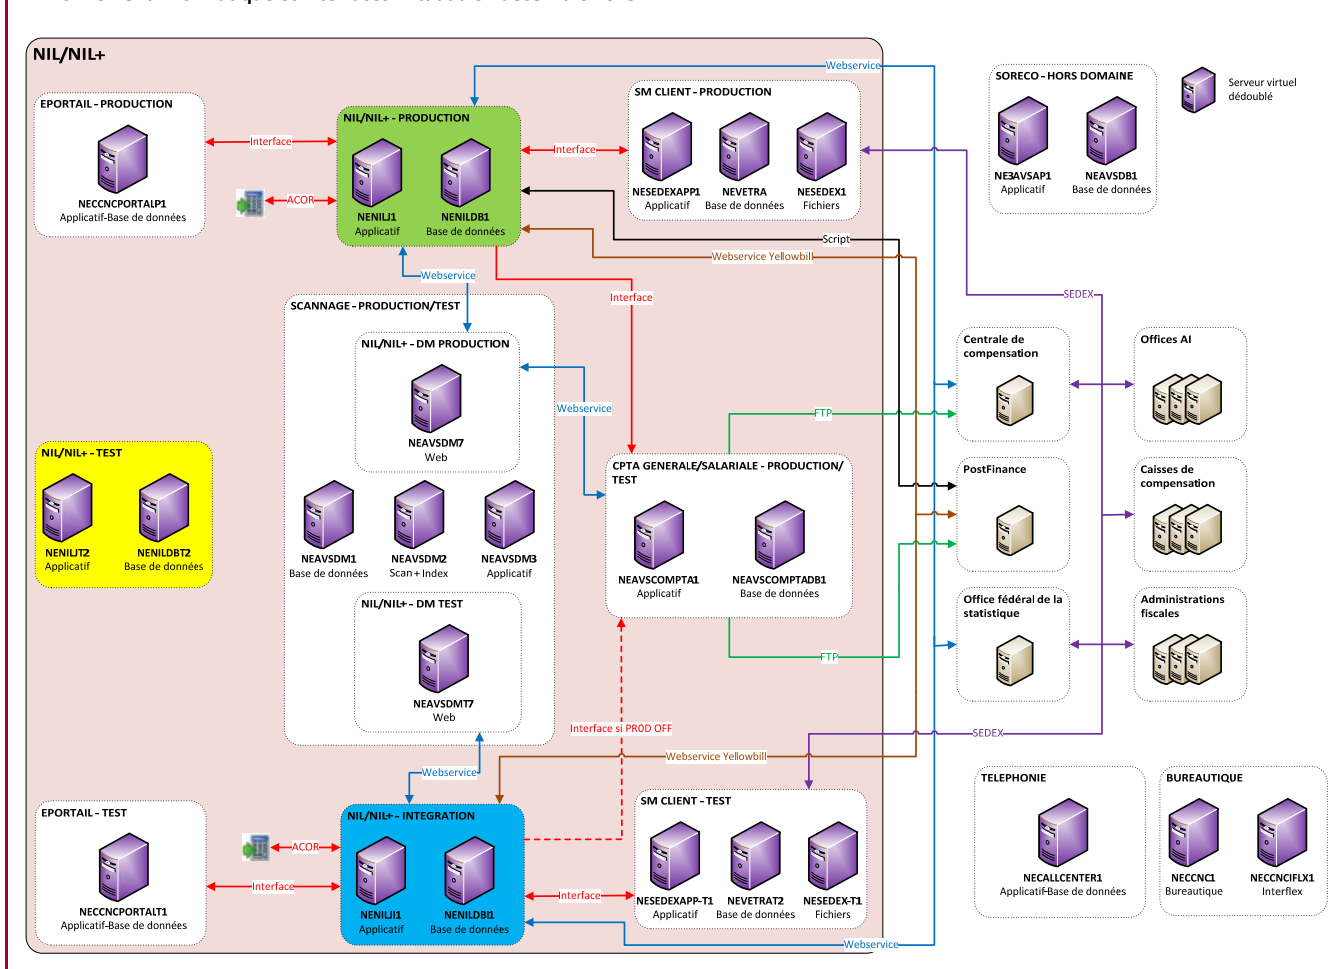 NIL/NIL+
EPORTAIL - PRODUCTION
NECCNCPORTALP1
Applicatif-Base de données
Interface
ACOR
NIL/NIL+ - PRODUCTION
NENILJ1
Applicatif
NENILDB1
Base de données
Webservice
Interface
SM CLIENT - PRODUCTION
NESEDEXAPP1
Applicatif
NEVETRA
Base de données
NESEDEX1
Fichiers
SORECO - HORS DOMAINE
NE3AVSAP1
Applicatif
NEAVSDB1
Base de données
Serveur virtuel
dédoublé
Script
Webservice Yellowbill
Webservice
Interface
SEDEX
SCANNAGE - PRODUCTION/TEST
NIL/NIL+ - DM PRODUCTION
NEAVSDM7
Web
Webservice
NEAVSDM1
Base de données
NEAVSDM2
Scan + Index
NEAVSDM3
Applicatif
NIL/NIL+ - DM TEST
NEAVSDMT7
Web
NIL/NIL+ - TEST
NENILJT2
Applicatif
NENILDBT2
Base de données
FTP
CPTA GENERALE/SALARIALE - PRODUCTION/
TEST
NEAVSCOMPTA1
Applicatif
NEAVSCOMPTADB1
Base de données
FTP
Centrale de
compensation
Offices AI
PostFinance
Caisses de
compensation
Office fédéral de la
statistique
Administrations
fiscales
Interface si PROD OFF
SEDEX
Webservice Yellowbill
Webservice
EPORTAIL - TEST
NECCNCPORTALT1
Applicatif-Base de données
ACOR
Interface
NIL/NIL+ - INTEGRATION
NENILJI1
Applicatif
NENILDBI1
Base de données
Interface
SM CLIENT - TEST
NESEDEXAPP-T1
Applicatif
NEVETRAT2
Base de données
NESEDEX-T1
Fichiers
Webservice
TELEPHONIE
NECALLCENTER1
Applicatif-Base de données
BUREAUTIQUE
NECCNC1
Bureautique
NECCNCIFLX1
Interflex